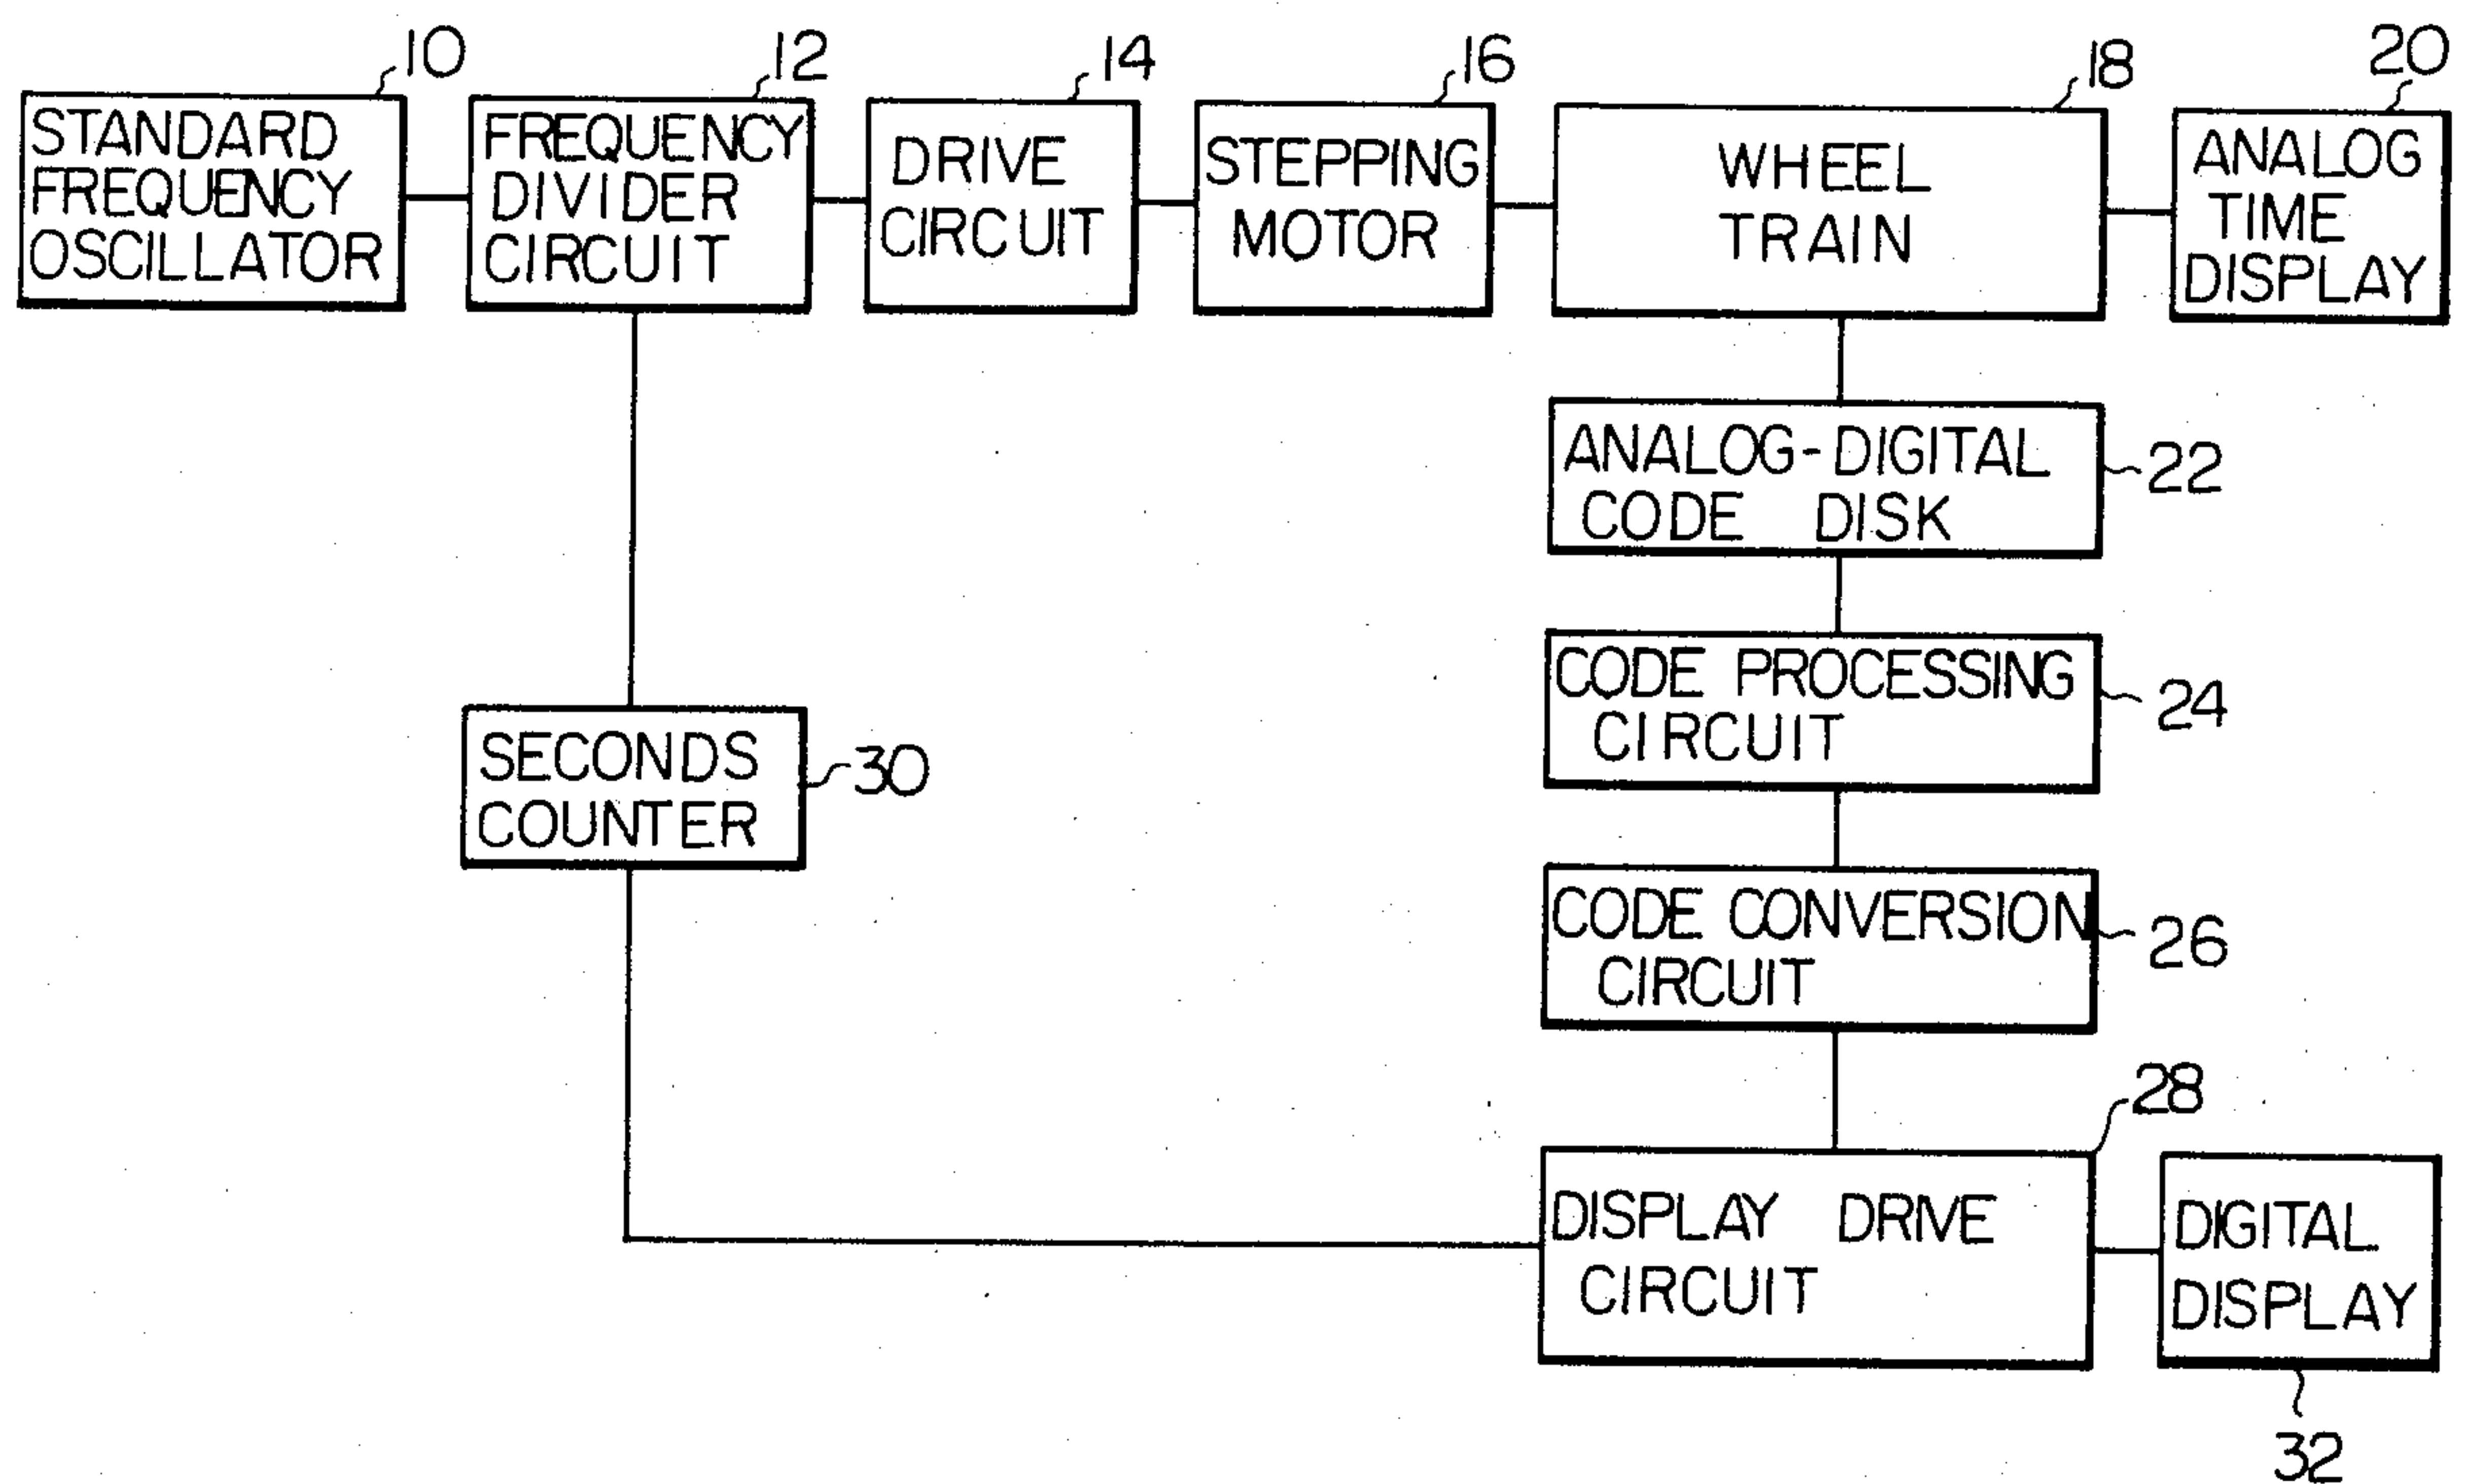 10
12
14
16
18
20
STANDARD
FREQUENCY
OSCILLATOR
FREQUENCY
DIVIDER
CIRCUIT
DRIVE
CIRCUIT
STEPPING
MOTOR
WHEEL
TRAIN
ANALOG
TIME
DISPLAY
ANALOG-DIGITAL
CODE DISK
22
CODE PROCESSING
CIRCUIT
24
SECONDS
COUNTER
30
CODE CONVERSION
CIRCUIT
26
28
DISPLAY DRIVE
CIRCUIT
DIGITAL
DISPLAY
32